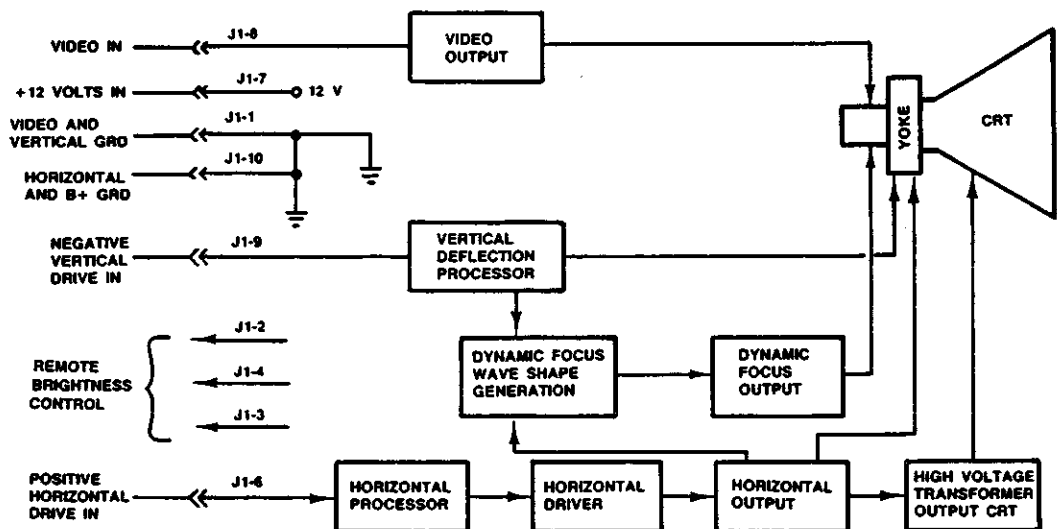 VIDEO IN
J1-8
VIDEO
OUTPUT
+12 VOLTS IN
J1-7
12 V
VIDEO AND
VERTICAL GRD
J1-1
HORIZONTAL
AND B+ GRD
J1-10
YOKE
CRT
NEGATIVE
VERTICAL
DRIVE IN
J1-9
VERTICAL
DEFLECTION
PROCESSOR
REMOTE
BRIGHTNESS
CONTROL
J1-2
J1-4
J1-3
DYNAMIC FOCUS
WAVE SHAPE
GENERATION
DYNAMIC
FOCUS
OUTPUT
POSITIVE
HORIZONTAL
DRIVE IN
J1-6
HORIZONTAL
PROCESSOR
HORIZONTAL
DRIVER
HORIZONTAL
OUTPUT
HIGH VOLTAGE
TRANSFORMER
OUTPUT CRT